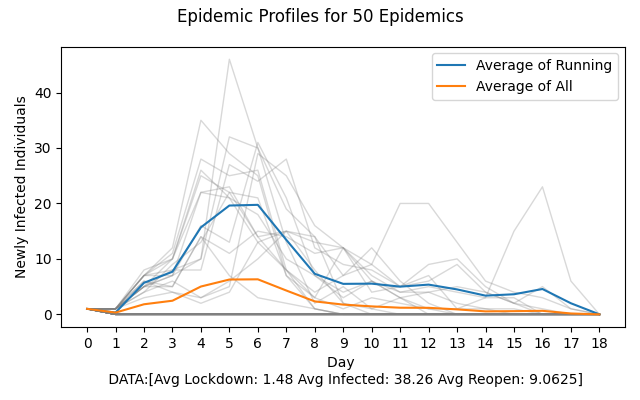 Epidemic Profiles for 50 Epidemics
Average of Running
Average of All
Newly Infected Individuals
40
30
20
10
0
0 1 2 3 4 5 6 7 8 9 10 11 12 13 14 15 16 17 18
Day
DATA:[Avg Lockdown: 1.48 Avg Infected: 38.26 Avg Reopen: 9.0625]